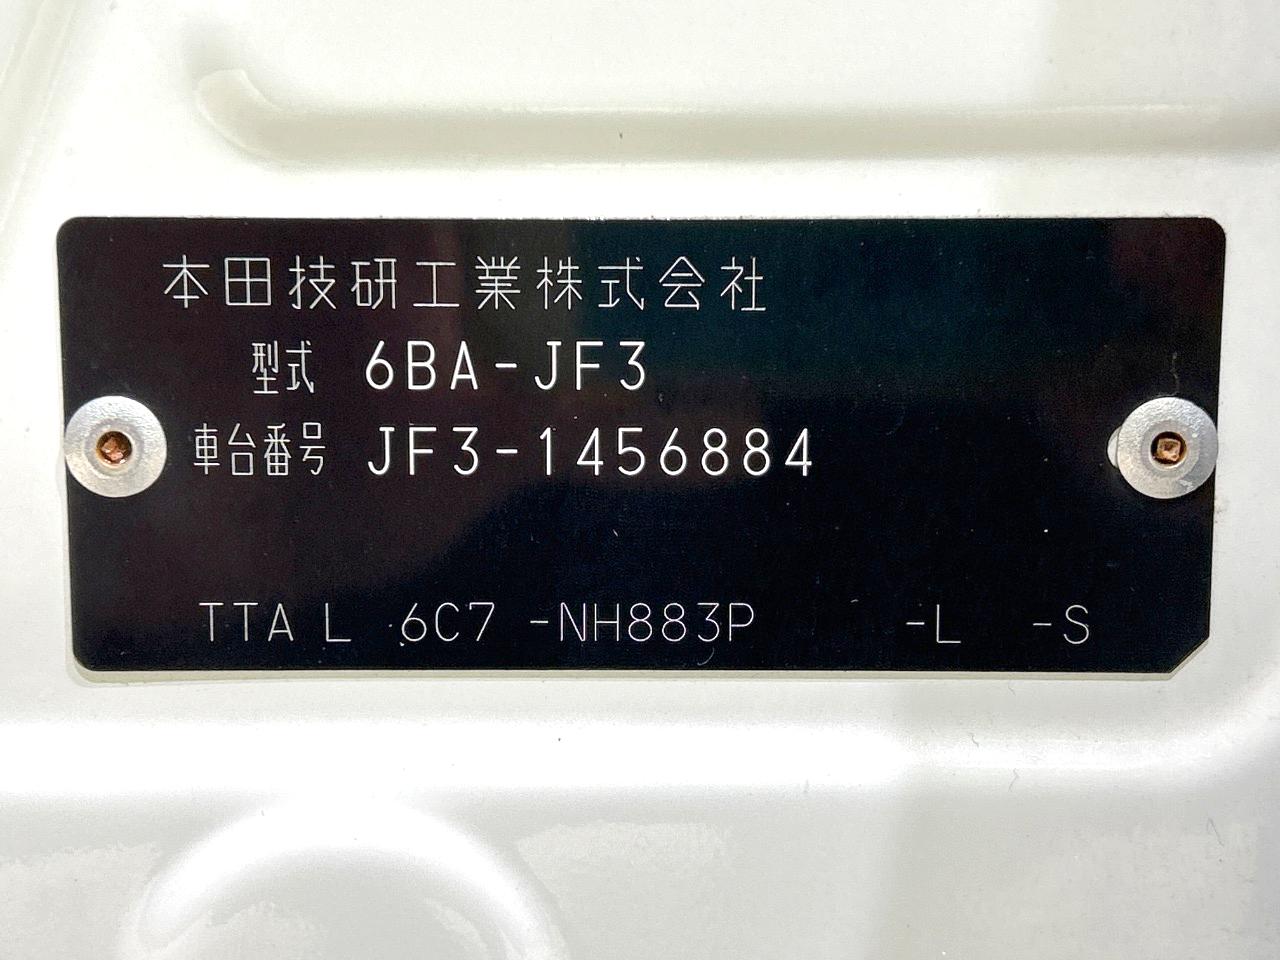 本田技研工業株式会社
型式 6BA-JF3
車台番号 JF3-1456884
TTA L 6C7 -NH883P -L -S